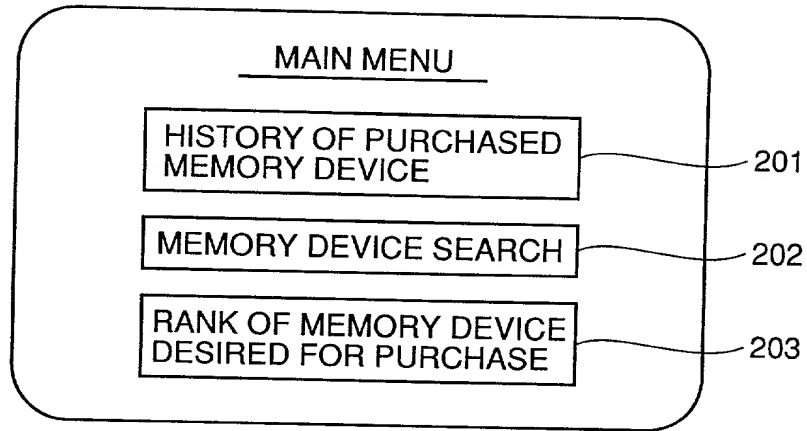 MAIN MENU
HISTORY OF PURCHASED
MEMORY DEVICE
201
MEMORY DEVICE SEARCH
202
RANK OF MEMORY DEVICE
DESIRED FOR PURCHASE
203